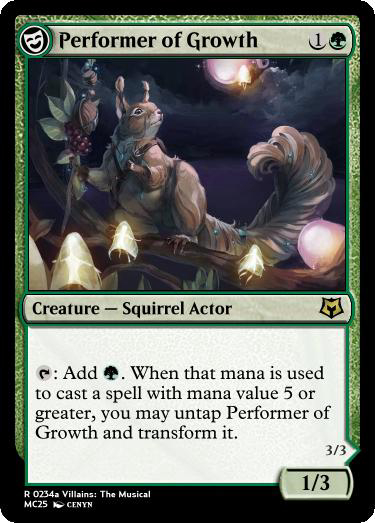 Performer of Growth 1
Creature — Squirrel Actor
: Add . When that mana is used
to cast a spell with mana value 5 or
greater, you may untap Performer of
Growth and transform it.
3/3
1/3
R 0234a Villains: The Musical
MC25 CENYN